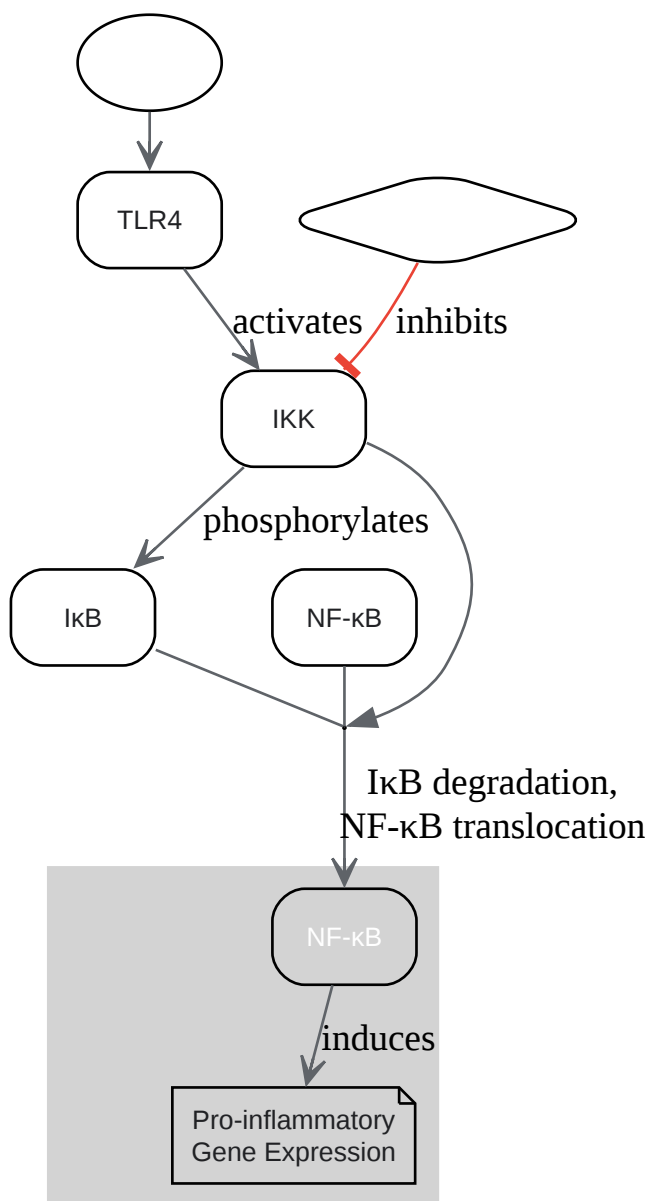 TLR4
activates
inhibits
IKK
phosphorylates
IκB
NF-κB
IκB degradation,
NF-κB translocation
NF-κB
induces
Pro-inflammatory
Gene Expression